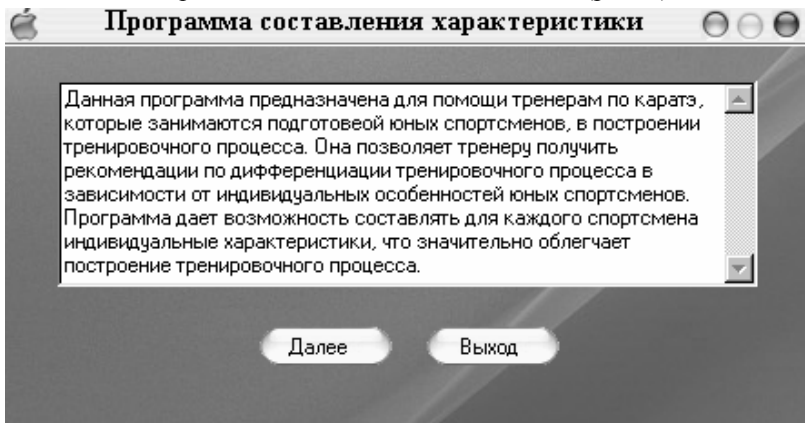 Программа составления характеристики
Данная программа предназначена для помощи тренерам по каратэ,
которые занимаются подготовеой юных спортсменов, в построении
тренировочного процесса. Она позволяет тренеру получить
рекомендации по дифференциации тренировочного процесса в
зависимости от индивидуальных особенностей юных спортсменов.
Программа дает возможность составлять для каждого спортсмена
индивидуальные характеристики, что значительно облегчает
построение тренировочного процесса.
Далее Выход